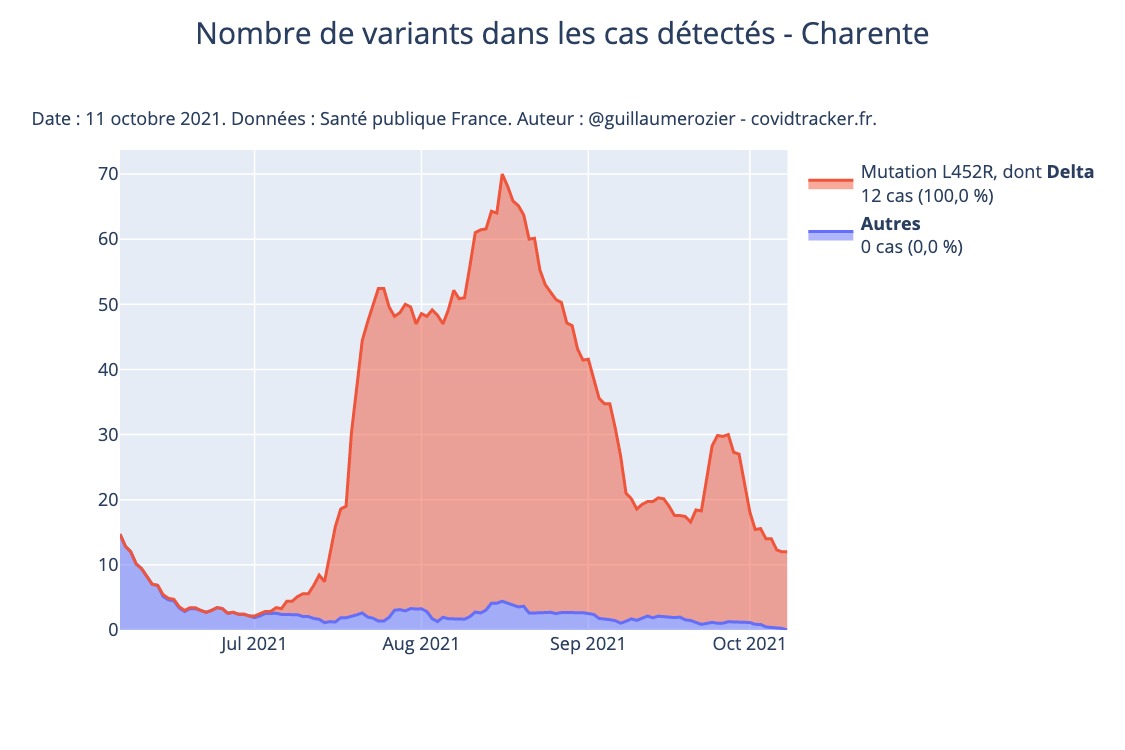 Nombre de variants dans les cas détectés - Charente
Date : 11 octobre 2021. Données : Santé publique France. Auteur : @guillaumerozier - covidtracker.fr.
70
60
50
40
30
20
10
0
Jul 2021
Aug 2021
Sep 2021
Oct 2021
Mutation L452R, dont Delta
12 cas (100,0 %)
Autres
0 cas (0,0 %)